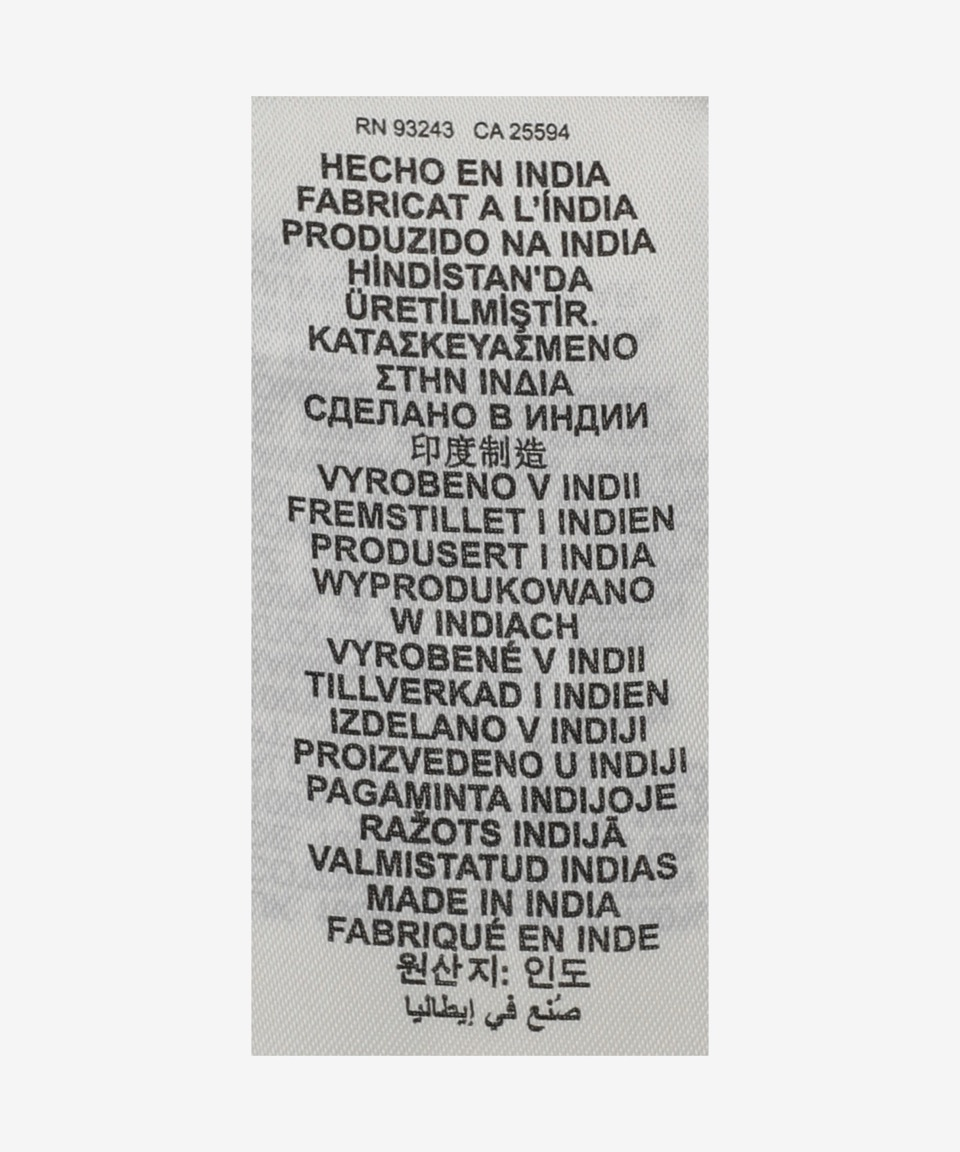 RN 93243 CA 25594
HECHO EN INDIA
FABRICAT A L'ÍNDIA
PRODUZIDO NA INDIA
HİNDİSTAN'DA
ÜRETİLMİŞTİR.
ΚΑΤΑΣΚΕΥΑΣΜΕΝΟ
ΣΤΗΝ ΙΝΔΙΑ
СДЕЛАНО В ИНДИИ
印度制造
VYROBENO V INDII
FREMSTILLET I INDIEN
PRODUSERT I INDIA
WYPRODUKOWANO
W INDIACH
VYROBENÉ V INDII
TILLVERKAD I INDIEN
IZDELANO V INDIJI
PROIZVEDENO U INDIJI
PAGAMINTA INDIJOJE
RAŽOTS INDIJĀ
VALMISTATUD INDIAS
MADE IN INDIA
FABRIQUÉ EN INDE
원산지: 인도
صُنع في إيطاليا